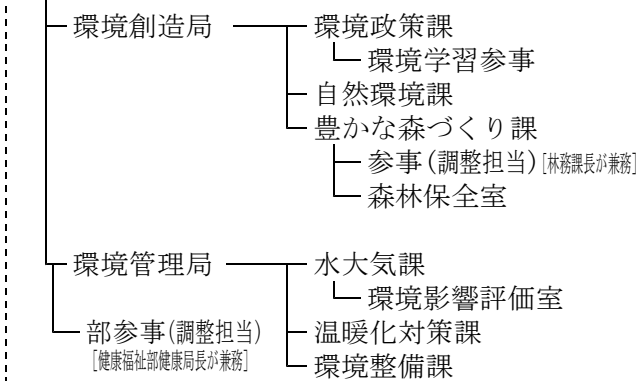 環境創造局 環境政策課
環境学習参事
自然環境課
豊かな森づくり課
参事(調整担当)[林務課長が兼務]
森林保全室
環境管理局 水大気課
環境影響評価室
部参事(調整担当) 温暖化対策課
[健康福祉部健康局長が兼務] 環境整備課